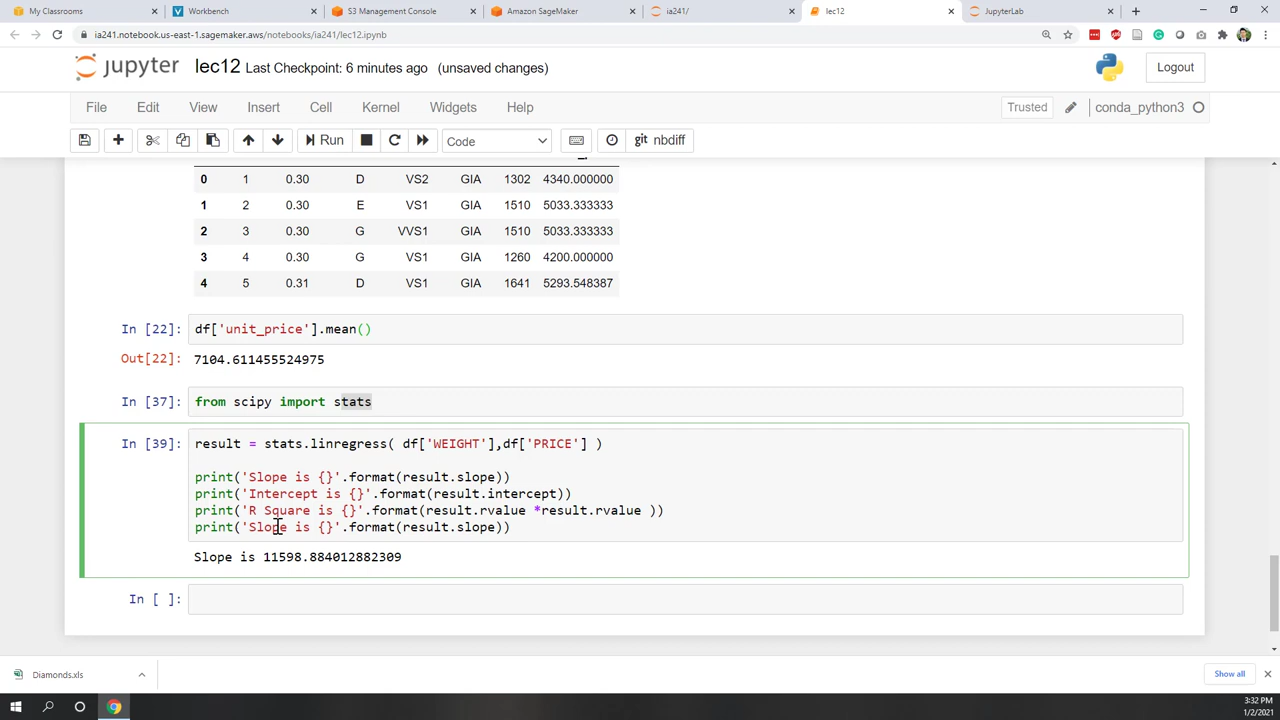 My Classrooms
Workbench
S3 Management Console
Amazon SageMaker
ia241/
lec12
JupyterLab
ia241.notebook.us-east-1.sagemaker.aws/notebooks/ia241/lec12.ipynb
jupyter lec12 Last Checkpoint: 6 minutes ago (unsaved changes)
Logout
File Edit View Insert Cell Kernel Widgets Help
Trusted conda_python3
Run Code nbdiff
0 1 0.30 D VS2 GIA 1302 4340.000000
1 2 0.30 E VS1 GIA 1510 5033.333333
2 3 0.30 G VVS1 GIA 1510 5033.333333
3 4 0.30 G VS1 GIA 1260 4200.000000
4 5 0.31 D VS1 GIA 1641 5293.548387
In [22]: df['unit_price'].mean()
Out[22]: 7104.611455524975
In [37]: from scipy import stats
In [39]: result = stats.linregress( df['WEIGHT'],df['PRICE'] )
print('Slope is {}'.format(result.slope))
print('Intercept is {}'.format(result.intercept))
print('R Square is {}'.format(result.rvalue *result.rvalue ))
print('Slope is {}'.format(result.slope))
Slope is 11598.884012882309
In [ ]:
Diamonds.xls
Show all
3:32 PM
1/2/2021